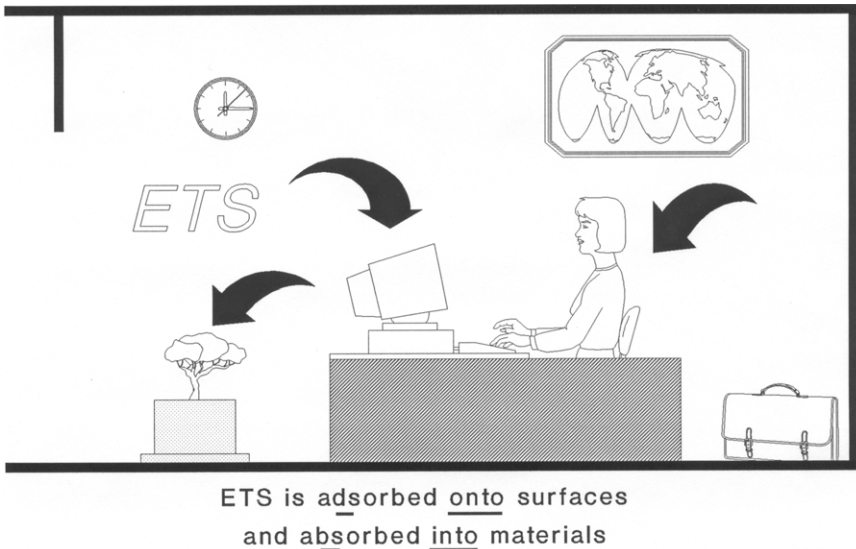 ETS
ETS is adsorbed onto surfaces
and absorbed into materials